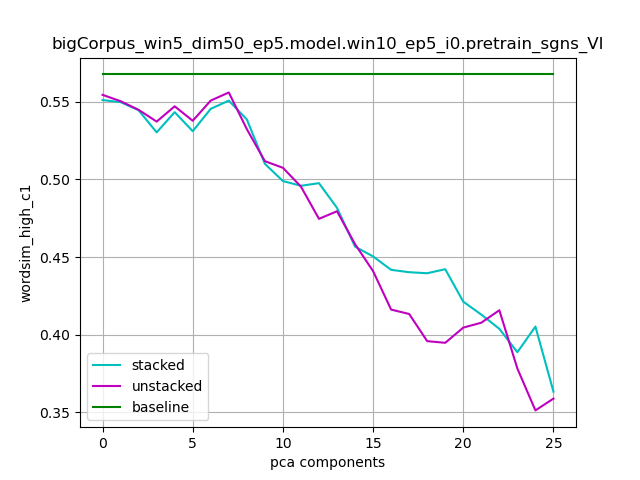 bigCorpus_win5_dim50_ep5.model.win10_ep5_i0.pretrain_sgns_VI
wordsim_high_c1
0.55
0.50
0.45
0.40
0.35
stacked
unstacked
baseline
0 5 10 15 20 25
pca components